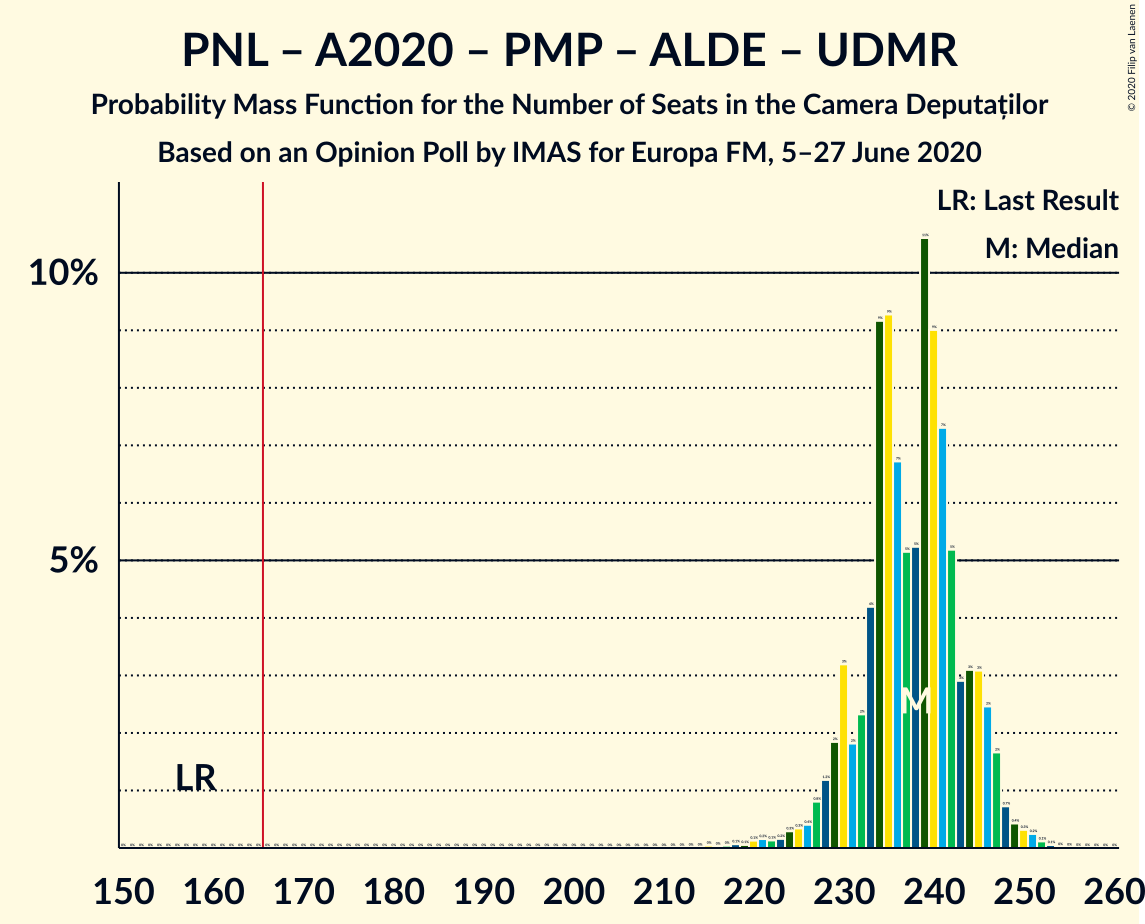 PNL – A2020 – PMP – ALDE – UDMR
Probability Mass Function for the Number of Seats in the Camera Deputaților
Based on an Opinion Poll by IMAS for Europa FM, 5–27 June 2020
© 2020 Filip van Laenen
LR: Last Result
M: Median
10%
5%
LR
M
150 160 170 180 190 200 210 220 230 240 250 260